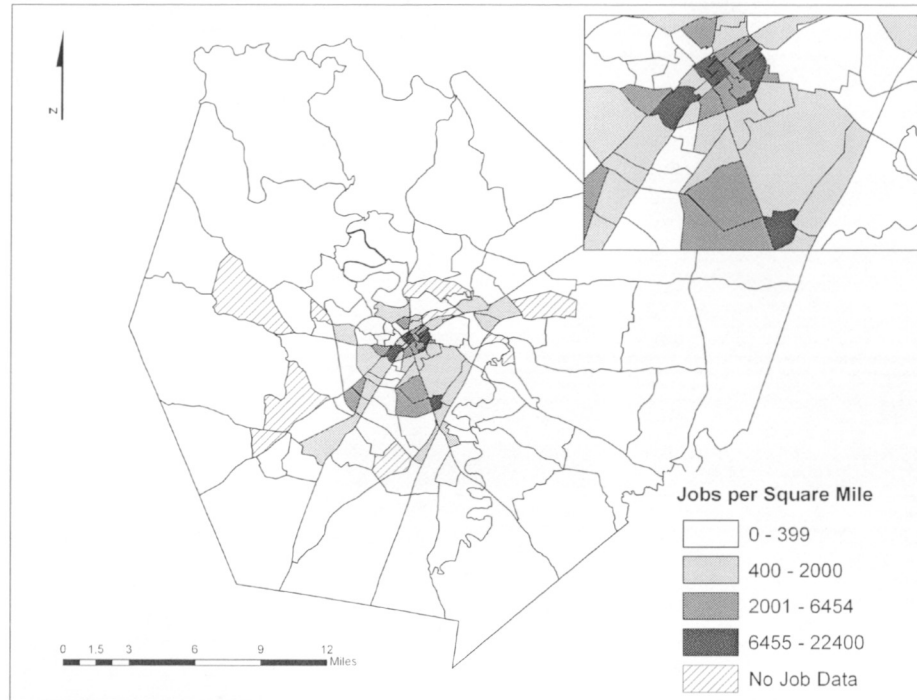 N
Jobs per Square Mile
0 - 399
400 - 2000
2001 - 6454
6455 - 22400
No Job Data
0 1.5 3 6 9 12
Miles